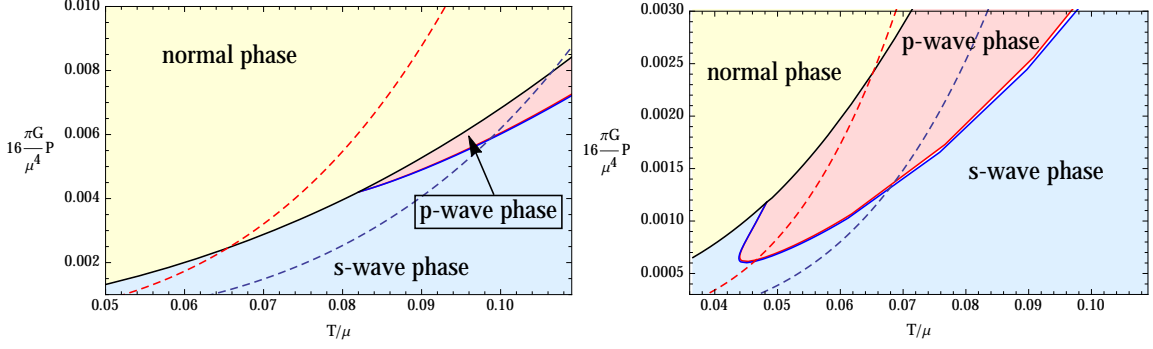 0.010
0.008
0.006
0.004
0.002
16 πG/μ⁴ P
normal phase
p-wave phase
s-wave phase
0.05 0.06 0.07 0.08 0.09 0.10
T/μ
0.0030
0.0025
0.0020
0.0015
0.0010
0.0005
16 πG/μ⁴ P
p-wave phase
normal phase
s-wave phase
0.04 0.05 0.06 0.07 0.08 0.09 0.10
T/μ